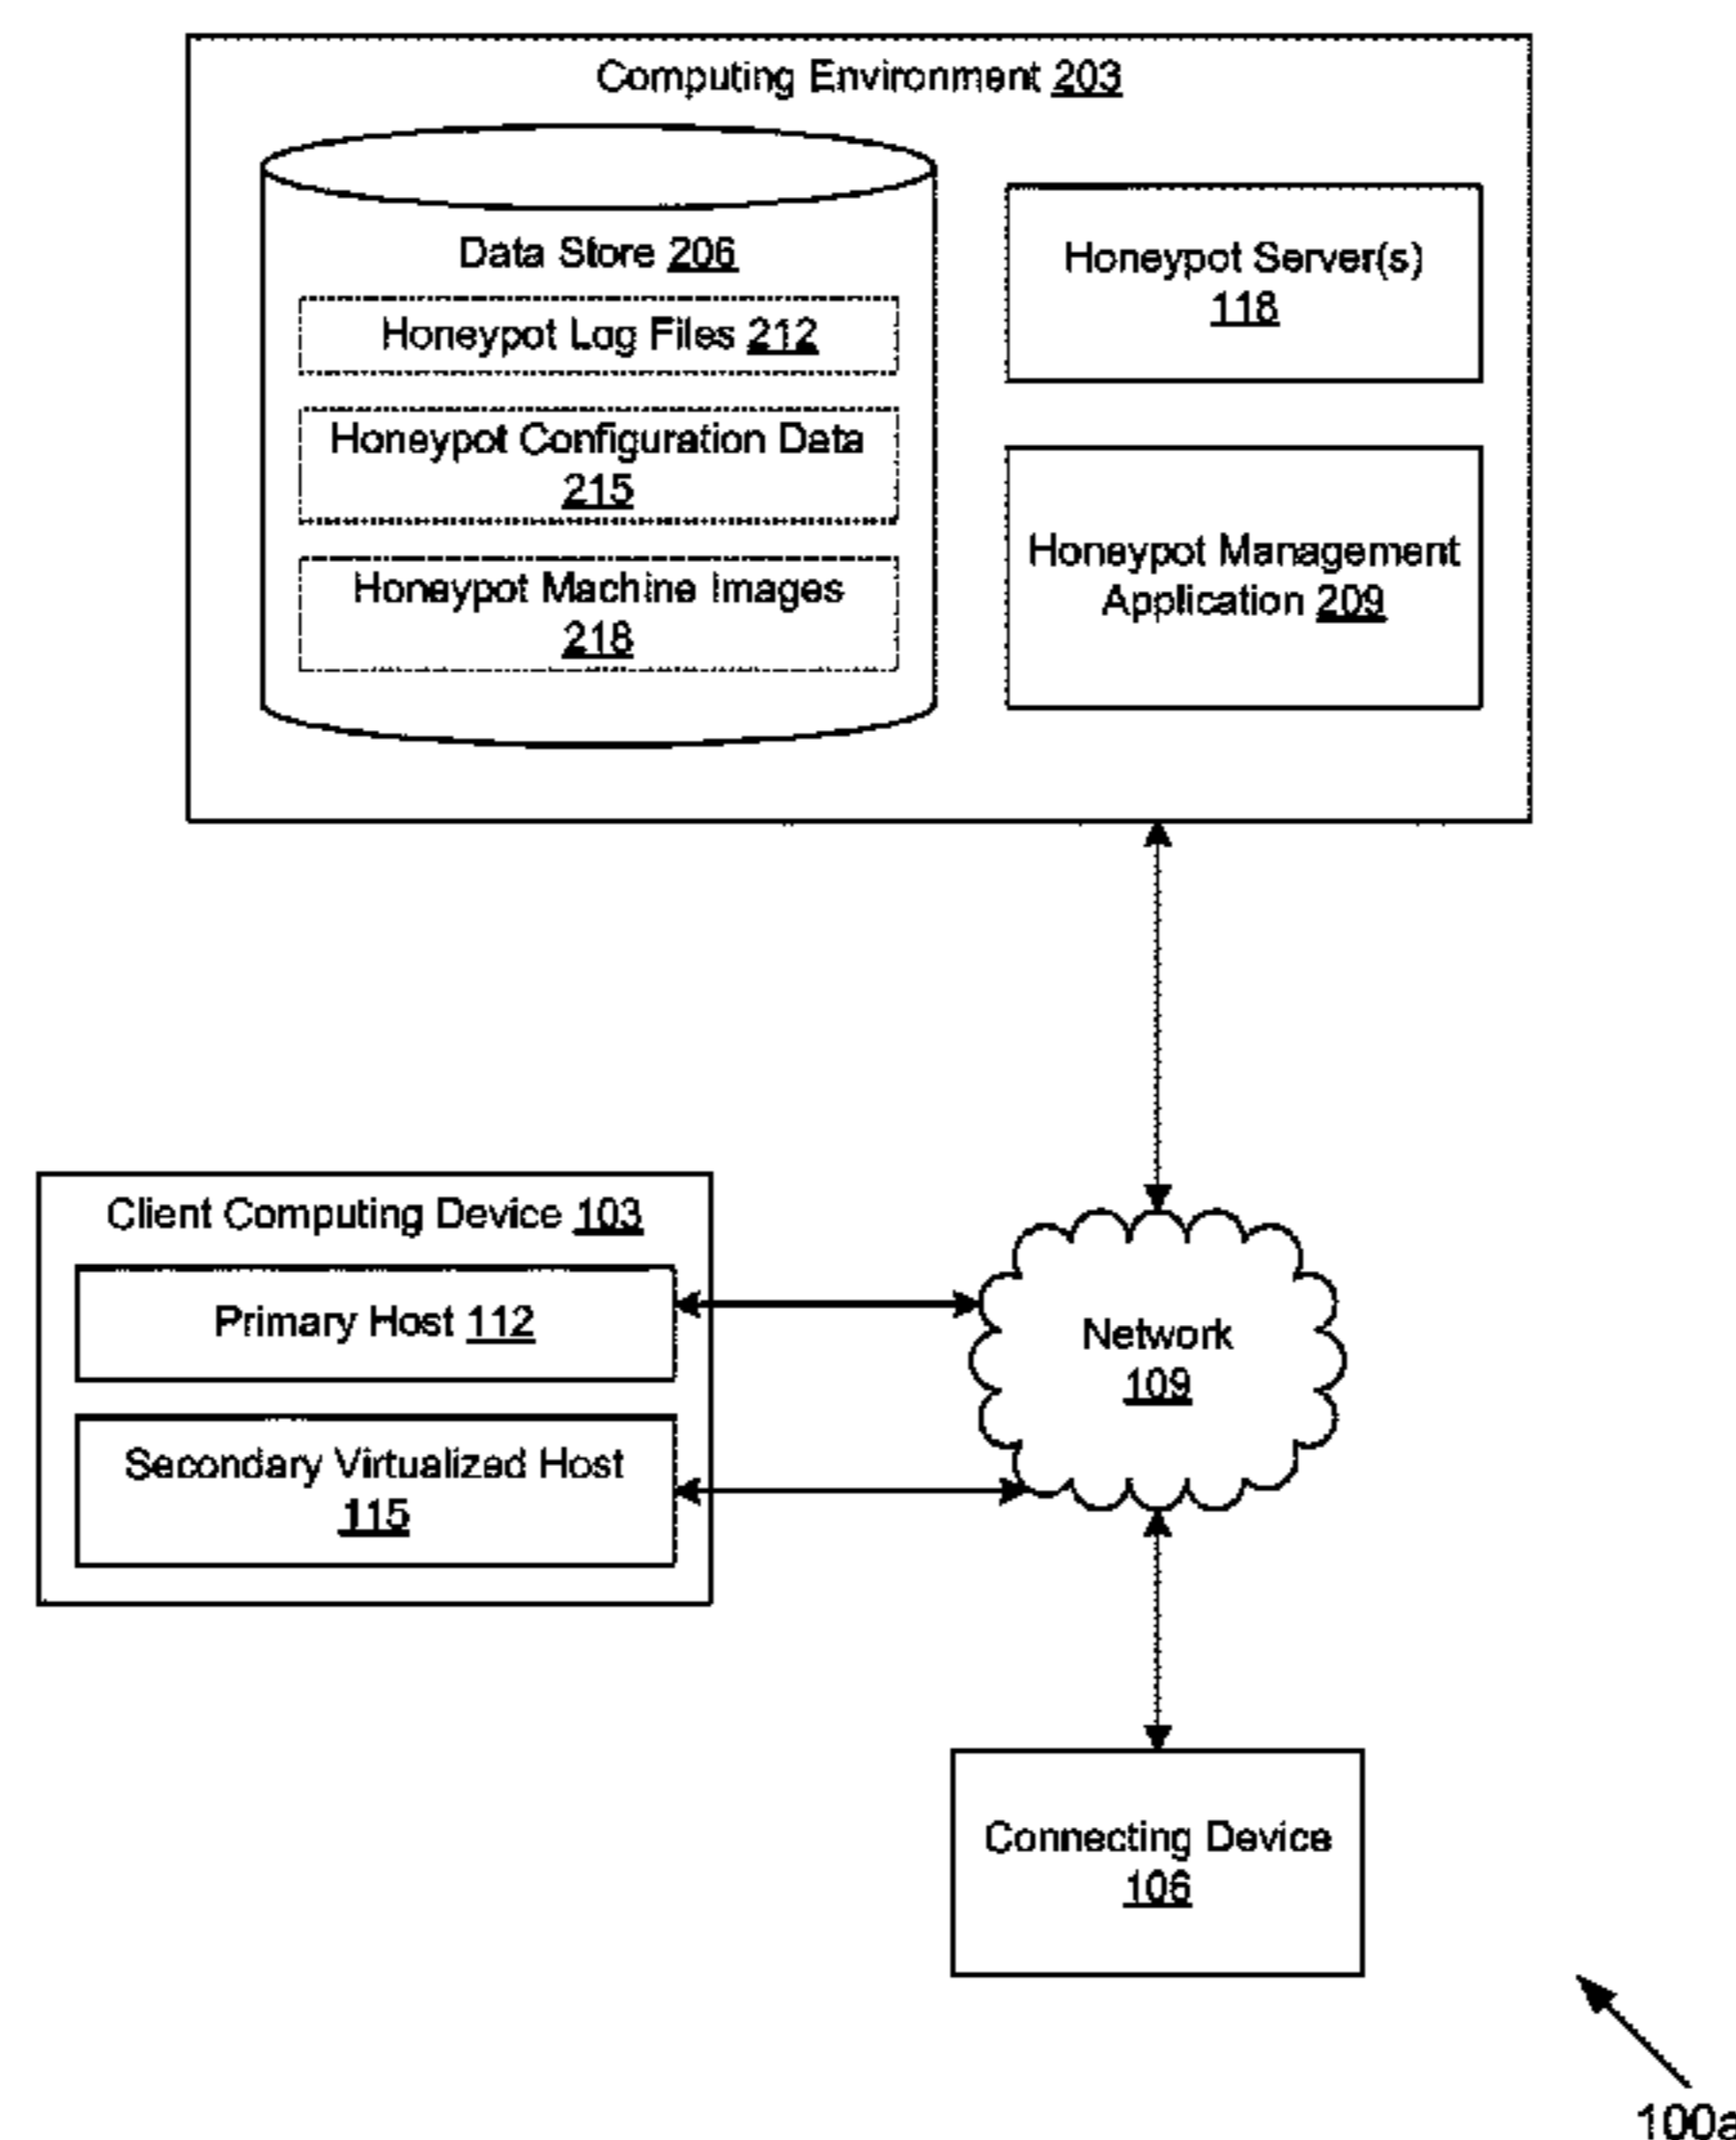 Computing Environment 203
Data Store 206
Honeypot Log Files 212
Honeypot Configuration Data
215
Honeypot Machine Images
218
Honeypot Server(s)
118
Honeypot Management
Application 209
Client Computing Device 103
Primary Host 112
Secondary Virtualized Host
115
Network
109
Connecting Device
106
100a